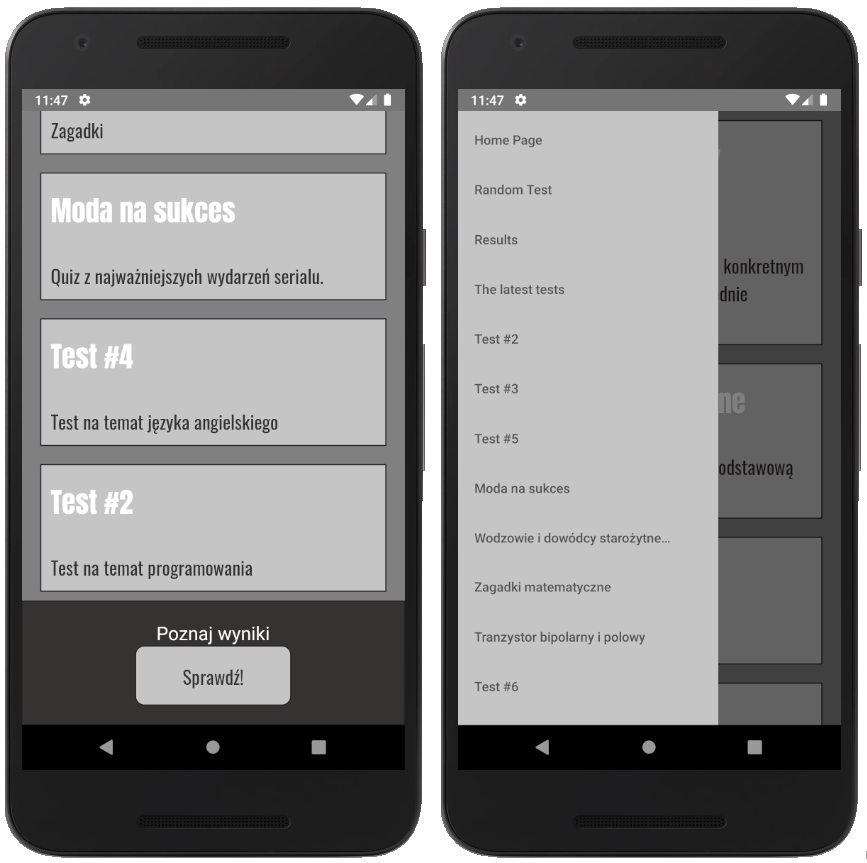 11:47
Zagadki
Moda na sukces
Quiz z najważniejszych wydarzeń serialu.
Test #4
Test na temat języka angielskiego
Test #2
Test na temat programowania
Poznaj wyniki
Sprawdź!
11:47
Home Page
Random Test
Results
The latest tests
Test #2
Test #3
Test #5
Moda na sukces
Wodzowie i dowódcy starożytne...
Zagadki matematyczne
Tranzystor bipolarny i polowy
Test #6
konkretnym
dnie
ne
odstawową